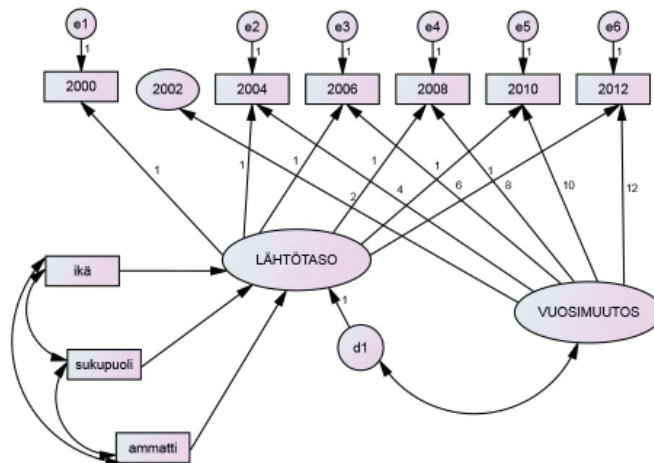 e1 e2 e3 e4 e5 e6
1 1 1 1 1 1
2000 2002 2004 2006 2008 2010 2012
1 1 1 1 1 1
2 4 6 8 10 12
LÄHTÖTASO
ikä
VUOSIMUUTOS
1
d1
sukupuoli
ammatti